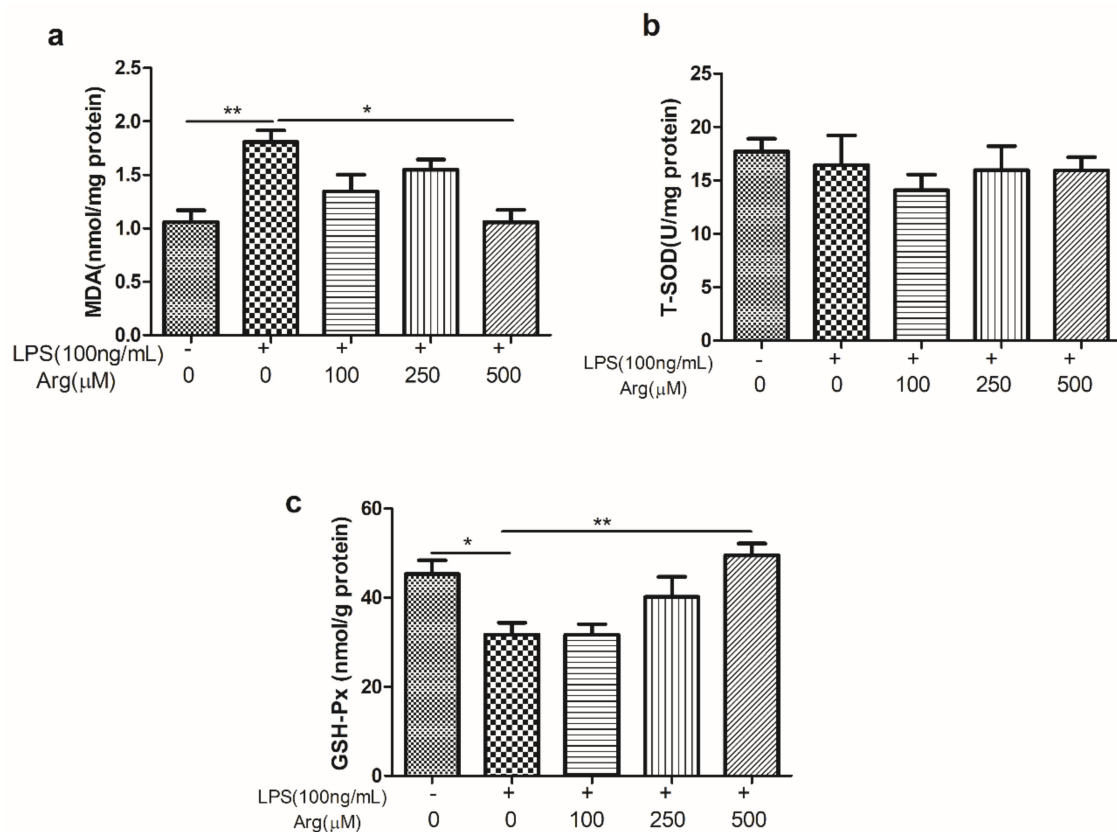 a
MDA(nmol/mg protein)
2.5
2.0
1.5
1.0
0.5
0.0
** *
LPS(100ng/mL) - + + + +
Arg(μM) 0 0 100 250 500
b
T-SOD(U/mg protein)
25
20
15
10
5
0
LPS(100ng/mL) - + + + +
Arg(μM) 0 0 100 250 500
c
GSH-Px (nmol/g protein)
60
40
20
0
* **
LPS(100ng/mL) - + + + +
Arg(μM) 0 0 100 250 500